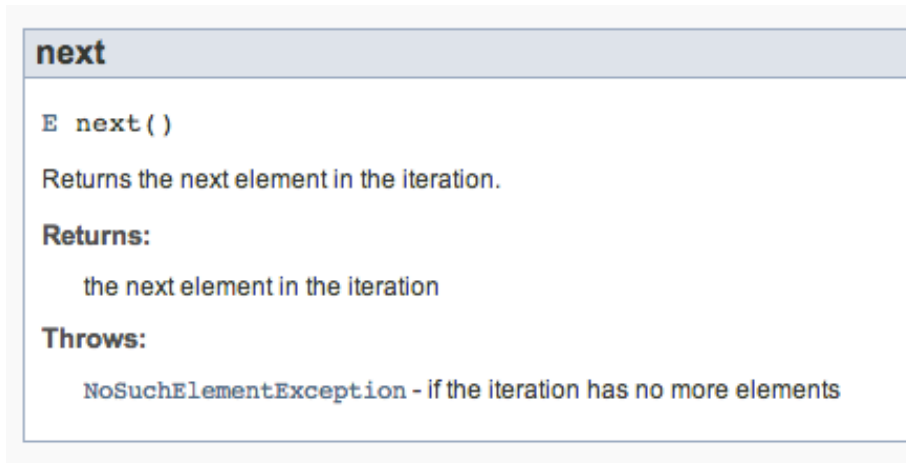 next
E next()
Returns the next element in the iteration.
Returns:
the next element in the iteration
Throws:
NoSuchElementException - if the iteration has no more elements